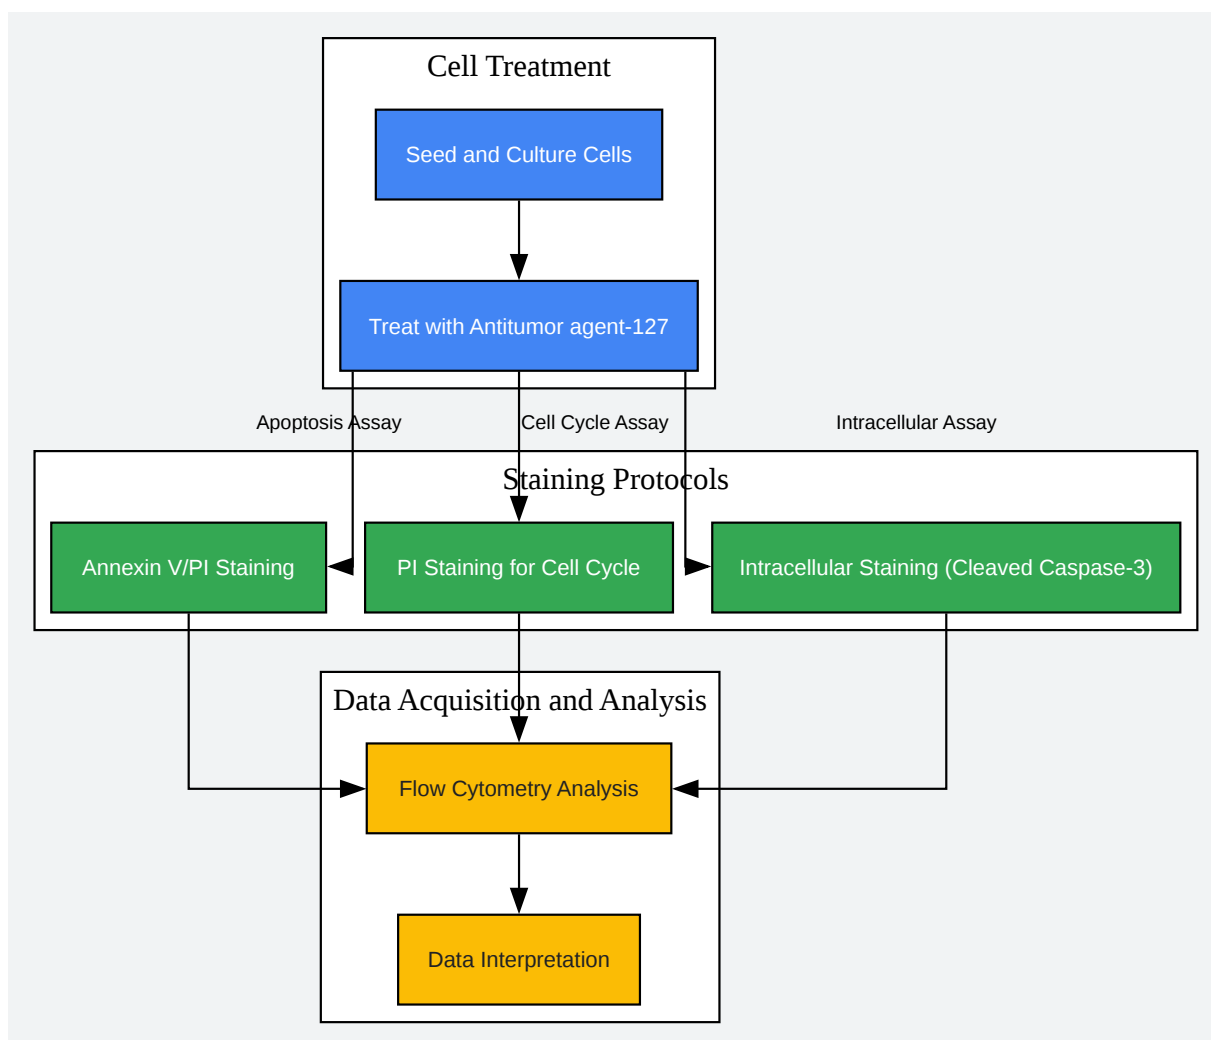 Cell Treatment
Seed and Culture Cells
Treat with Antitumor agent-127
Apoptosis Assay
Cell Cycle Assay
Intracellular Assay
Staining Protocols
Annexin V/PI Staining
PI Staining for Cell Cycle
Intracellular Staining (Cleaved Caspase-3)
Data Acquisition and Analysis
Flow Cytometry Analysis
Data Interpretation